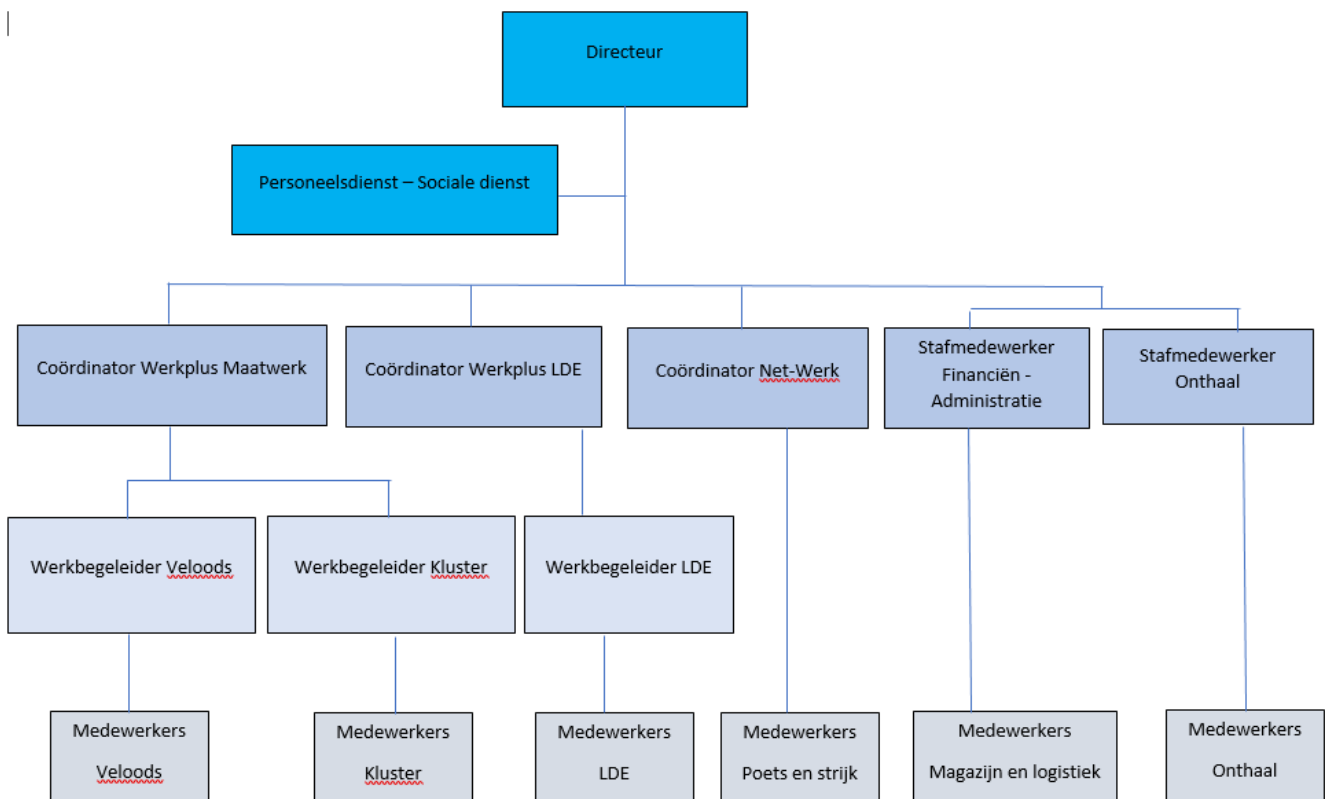 Directeur
Personeelsdienst – Sociale dienst
Coördinator Werkplus Maatwerk
Coördinator Werkplus LDE
Coördinator Net-Werk
Stafmedewerker
Financiën -
Administratie
Stafmedewerker
Onthaal
Werkbegeleider Veloods
Werkbegeleider Kluster
Werkbegeleider LDE
Medewerkers
Veloods
Medewerkers
Kluster
Medewerkers
LDE
Medewerkers
Poets en strijk
Medewerkers
Magazijn en logistiek
Medewerkers
Onthaal